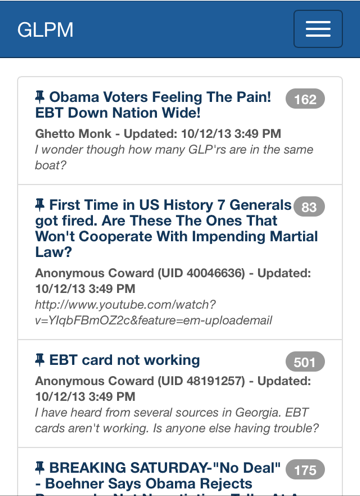 GLPM
Obama Voters Feeling The Pain! 162
EBT Down Nation Wide!
Ghetto Monk - Updated: 10/12/13 3:49 PM
I wonder though how many GLP'rs are in the same
boat?
First Time in US History 7 Generals 83
got fired. Are These The Ones That
Won't Cooperate With Impending Martial
Law?
Anonymous Coward (UID 40046636) - Updated:
10/12/13 3:49 PM
http://www.youtube.com/watch?
v=YIqbFBmOZ2c&feature=em-uploademail
EBT card not working 501
Anonymous Coward (UID 48191257) - Updated:
10/12/13 3:49 PM
I have heard from several sources in Georgia. EBT
cards aren't working. Is anyone else having trouble?
BREAKING SATURDAY-"No Deal" 175
- Boehner Says Obama Rejects